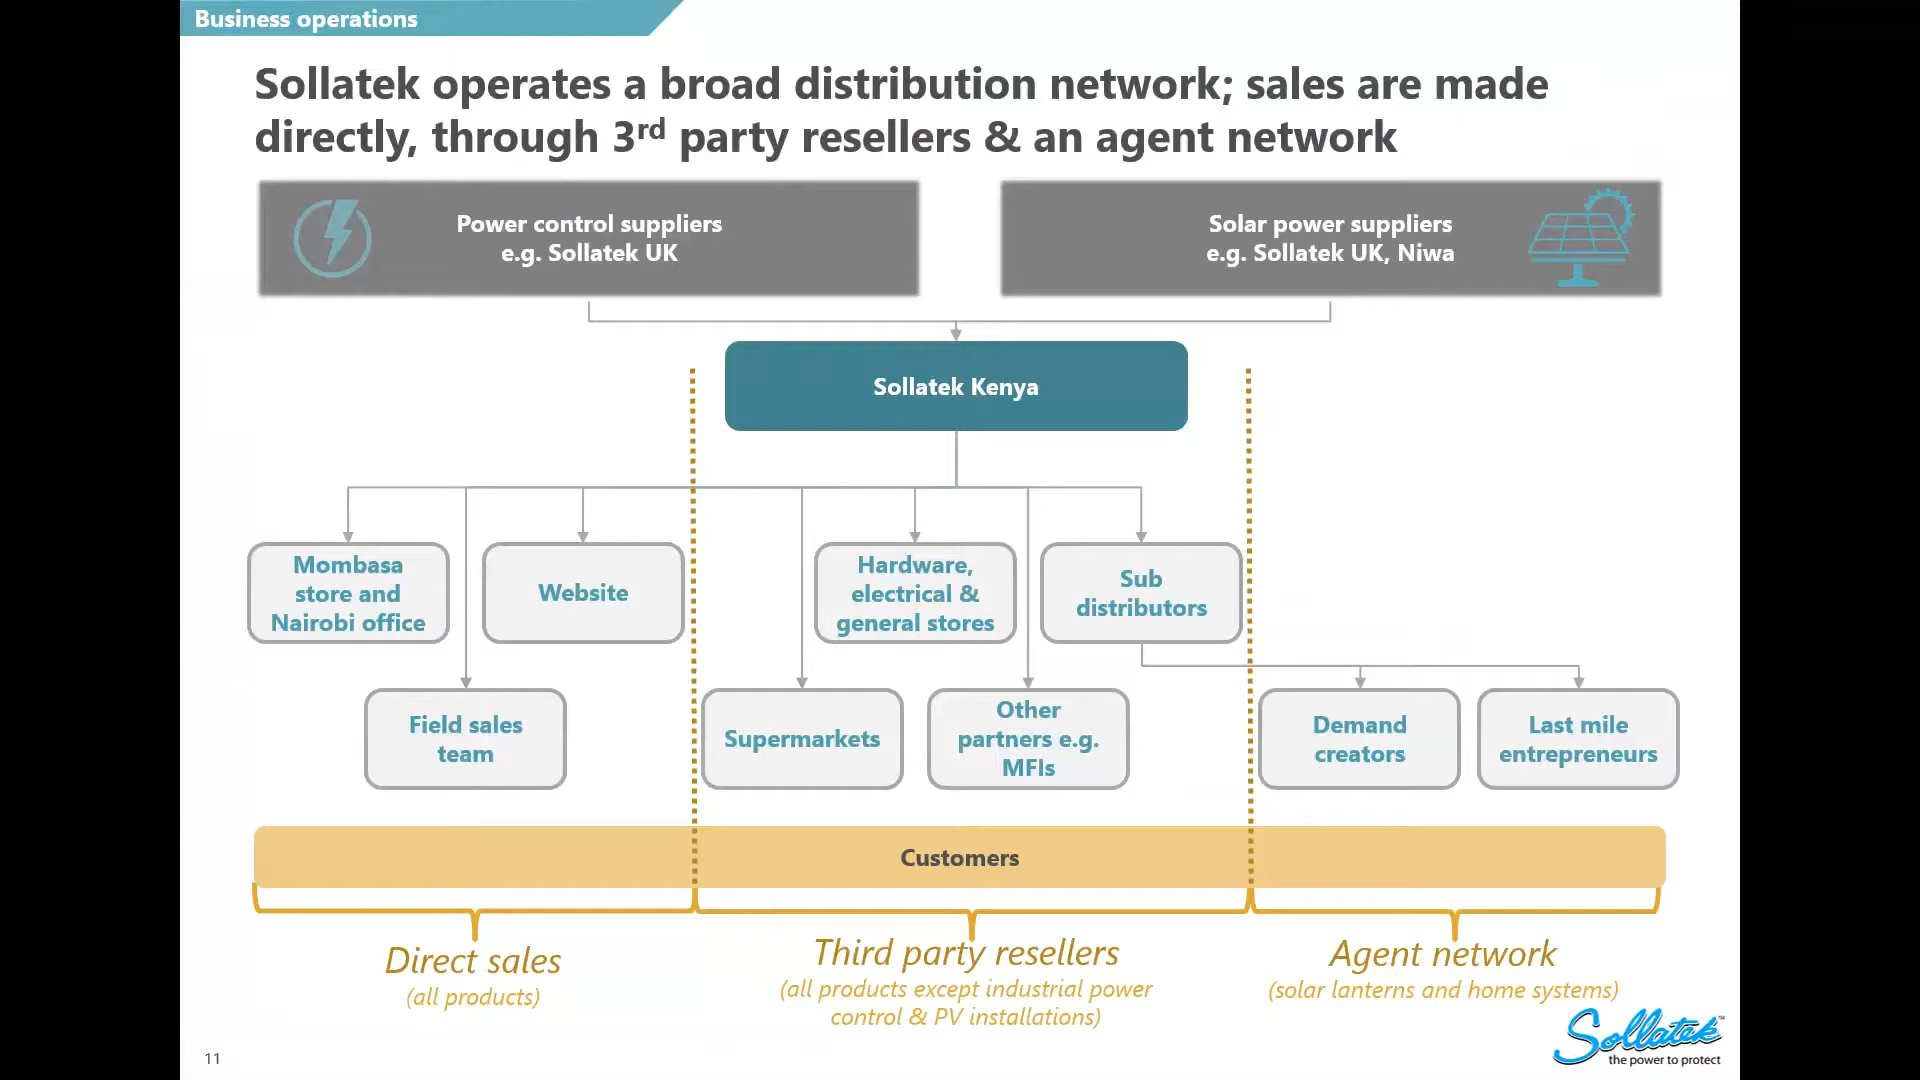 Business operations
Sollatek operates a broad distribution network; sales are made
directly, through 3rd party resellers & an agent network
Power control suppliers
e.g. Sollatek UK
Solar power suppliers
e.g. Sollatek UK, Niwa
Sollatek Kenya
Mombasa
store and
Nairobi office
Website
Hardware,
electrical &
general stores
Sub
distributors
Field sales
team
Supermarkets
Other
partners e.g.
MFIs
Demand
creators
Last mile
entrepreneurs
Customers
Direct sales
(all products)
Third party resellers
(all products except industrial power
control & PV installations)
Agent network
(solar lanterns and home systems)
Sollatek™
the power to protect
11